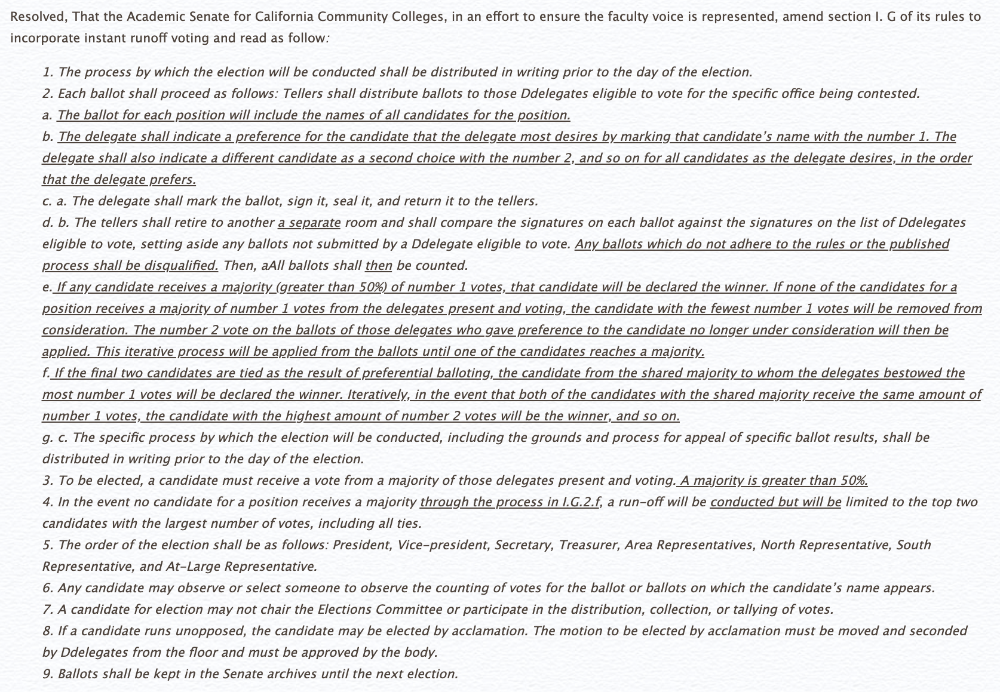 Resolved, That the Academic Senate for California Community Colleges, in an effort to ensure the faculty voice is represented, amend section I. G of its rules to
incorporate instant runoff voting and read as follow:
1. The process by which the election will be conducted shall be distributed in writing prior to the day of the election.
2. Each ballot shall proceed as follows: Tellers shall distribute ballots to those Ddelegates eligible to vote for the specific office being contested.
a. The ballot for each position will include the names of all candidates for the position.
b. The delegate shall indicate a preference for the candidate that the delegate most desires by marking that candidate’s name with the number 1. The
delegate shall also indicate a different candidate as a second choice with the number 2, and so on for all candidates as the delegate desires, in the order
that the delegate prefers.
c. a. The delegate shall mark the ballot, sign it, seal it, and return it to the tellers.
d. b. The tellers shall retire to another a separate room and shall compare the signatures on each ballot against the signatures on the list of Ddelegates
eligible to vote, setting aside any ballots not submitted by a Ddelegate eligible to vote. Any ballots which do not adhere to the rules or the published
process shall be disqualified. Then, aAll ballots shall then be counted.
e. If any candidate receives a majority (greater than 50%) of number 1 votes, that candidate will be declared the winner. If none of the candidates for a
position receives a majority of number 1 votes from the delegates present and voting, the candidate with the fewest number 1 votes will be removed from
consideration. The number 2 vote on the ballots of those delegates who gave preference to the candidate no longer under consideration will then be
applied. This iterative process will be applied from the ballots until one of the candidates reaches a majority.
f. If the final two candidates are tied as the result of preferential balloting, the candidate from the shared majority to whom the delegates bestowed the
most number 1 votes will be declared the winner. Iteratively, in the event that both of the candidates with the shared majority receive the same amount of
number 1 votes, the candidate with the highest amount of number 2 votes will be the winner, and so on.
g. c. The specific process by which the election will be conducted, including the grounds and process for appeal of specific ballot results, shall be
distributed in writing prior to the day of the election.
3. To be elected, a candidate must receive a vote from a majority of those delegates present and voting. A majority is greater than 50%.
4. In the event no candidate for a position receives a majority through the process in I.G.2.f, a run-off will be conducted but will be limited to the top two
candidates with the largest number of votes, including all ties.
5. The order of the election shall be as follows: President, Vice-president, Secretary, Treasurer, Area Representatives, North Representative, South
Representative, and At-Large Representative.
6. Any candidate may observe or select someone to observe the counting of votes for the ballot or ballots on which the candidate’s name appears.
7. A candidate for election may not chair the Elections Committee or participate in the distribution, collection, or tallying of votes.
8. If a candidate runs unopposed, the candidate may be elected by acclamation. The motion to be elected by acclamation must be moved and seconded
by Ddelegates from the floor and must be approved by the body.
9. Ballots shall be kept in the Senate archives until the next election.